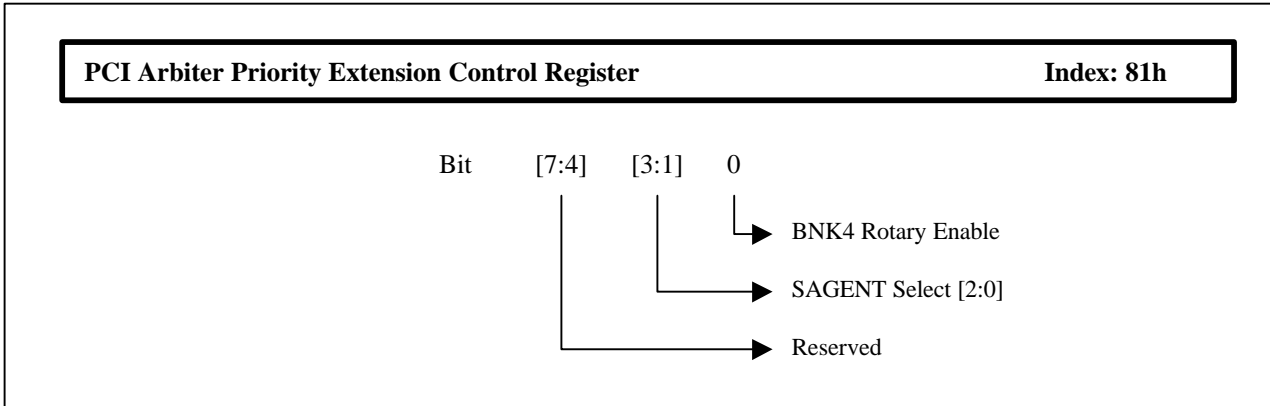 PCI Arbiter Priority Extension Control Register Index: 81h
Bit [7:4] [3:1] 0
BNK4 Rotary Enable
SAGENT Select [2:0]
Reserved